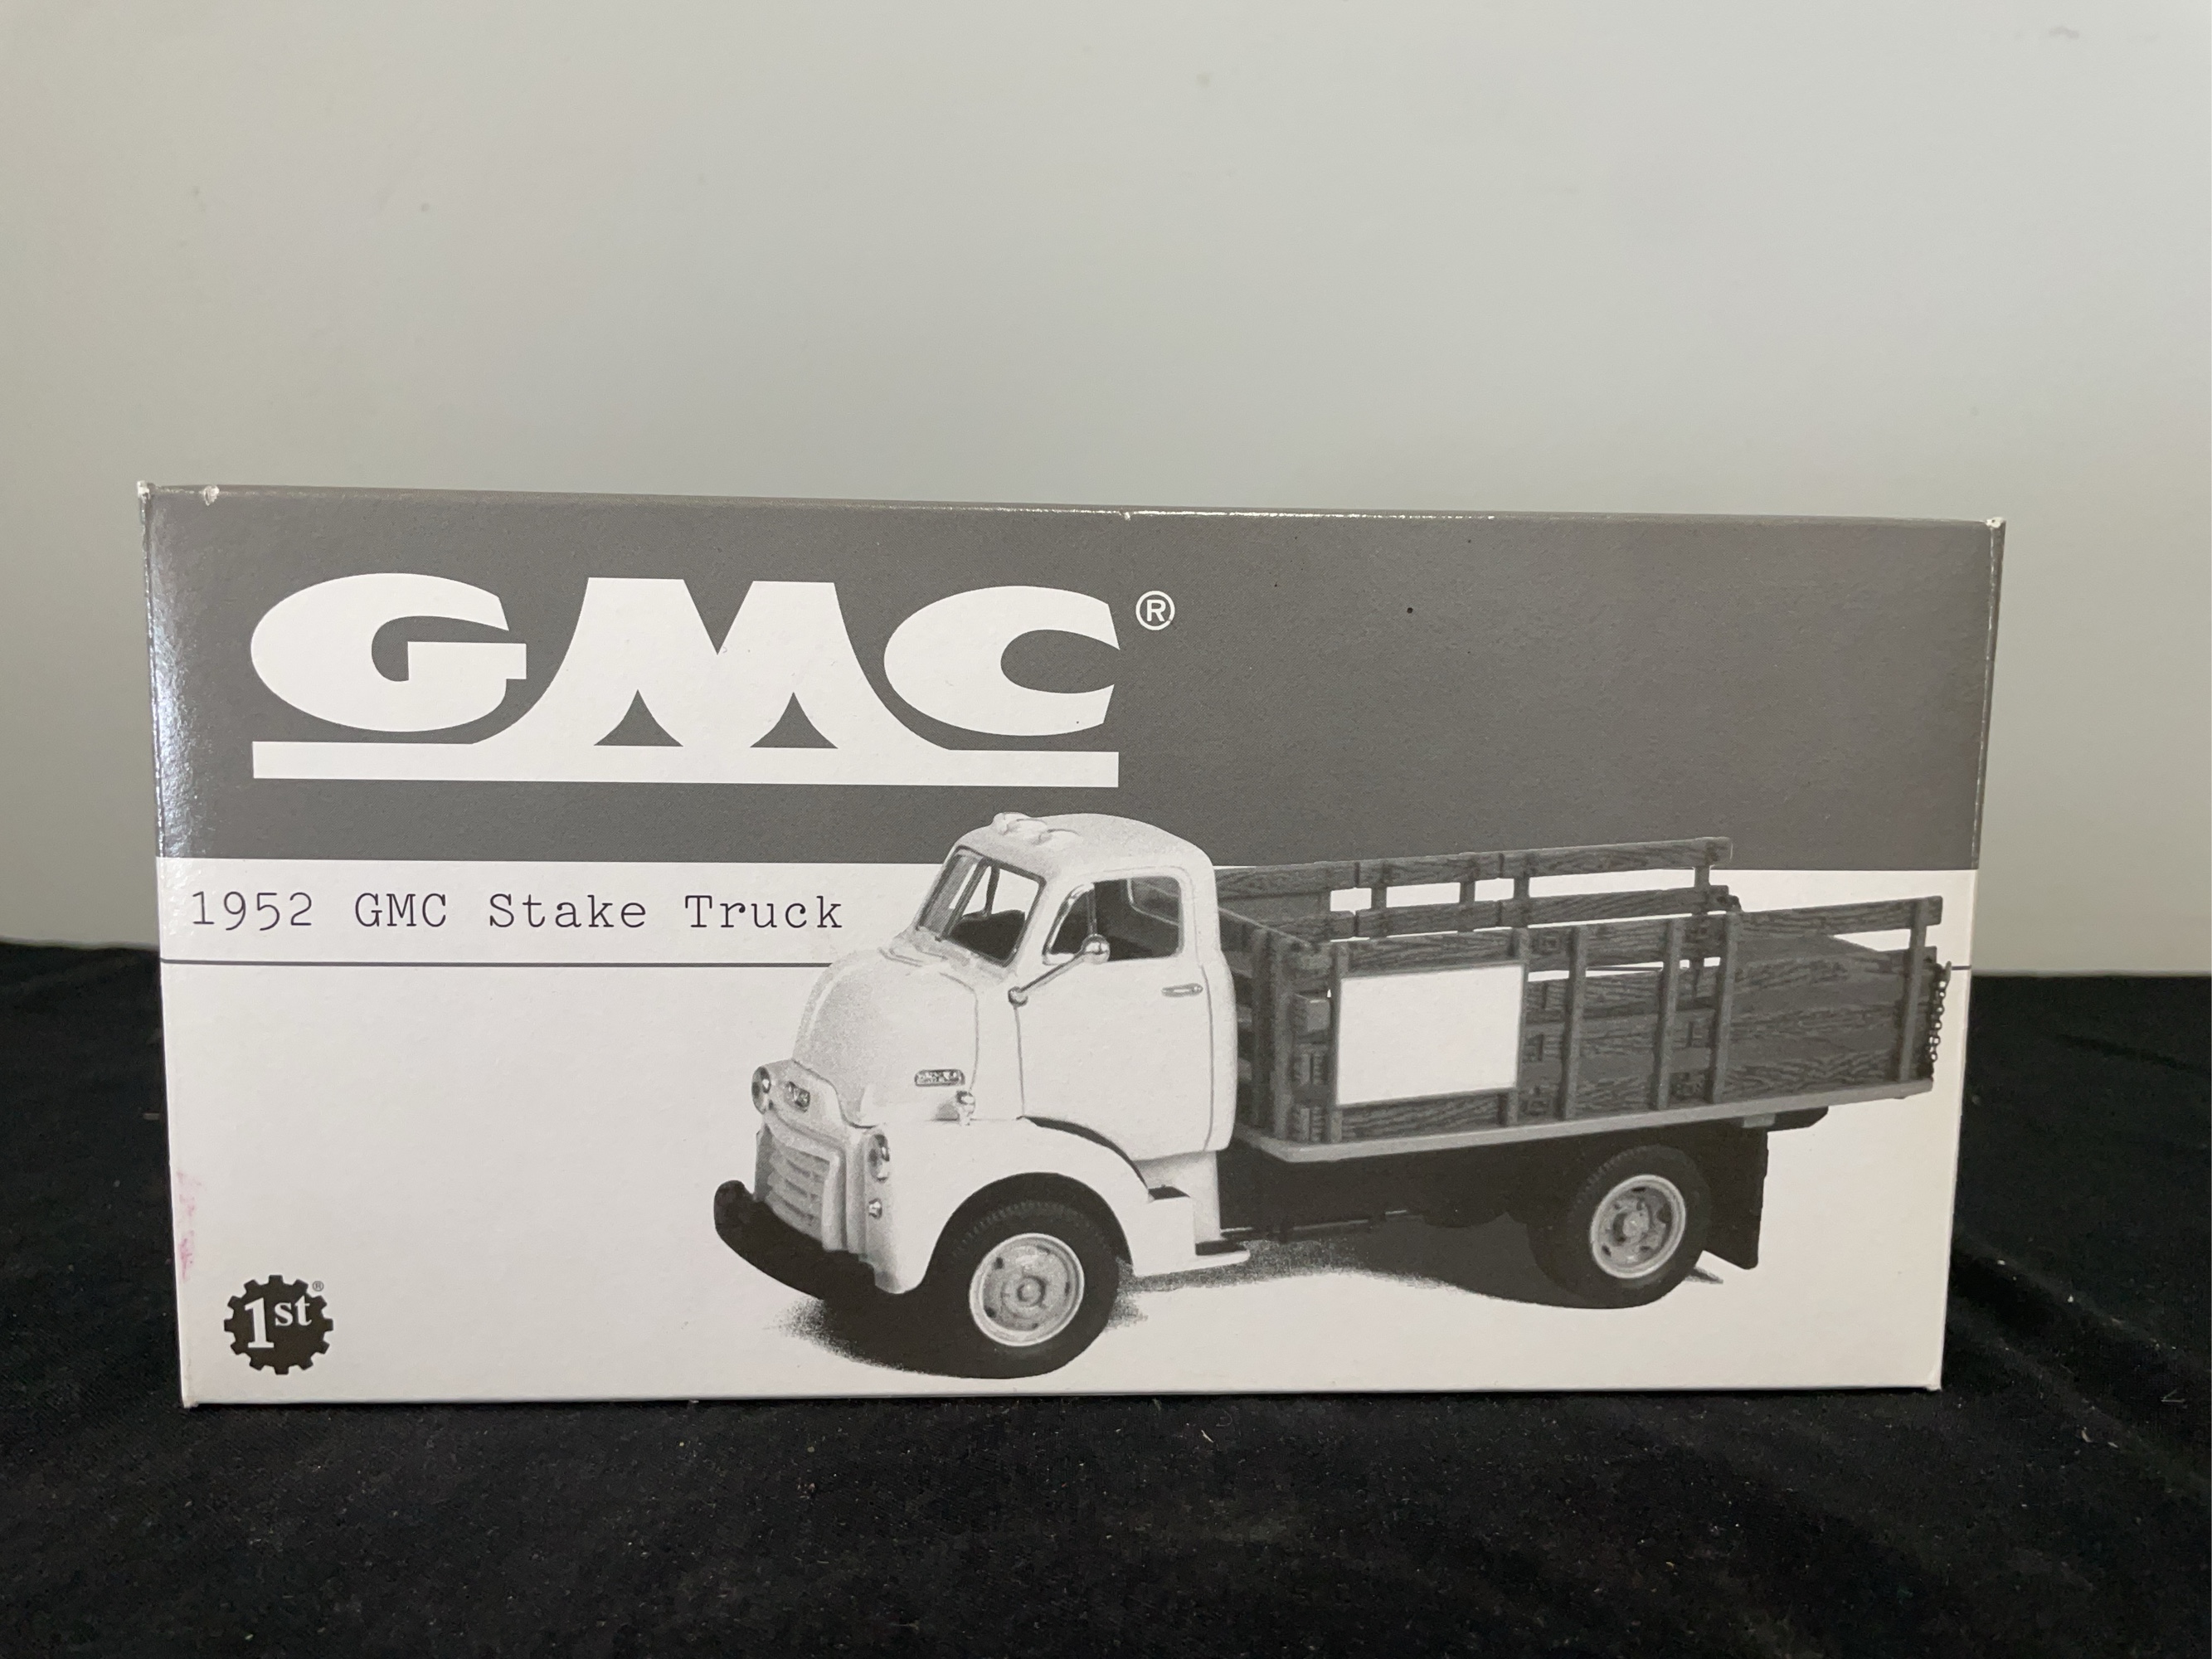 GMC®
1952 GMC Stake Truck
1st®